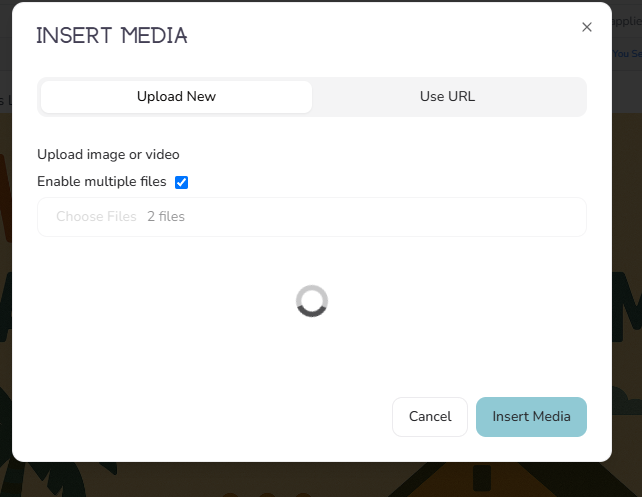 INSERT MEDIA
Upload New
Use URL
Upload image or video
Enable multiple files
Choose Files 2 files
Cancel
Insert Media